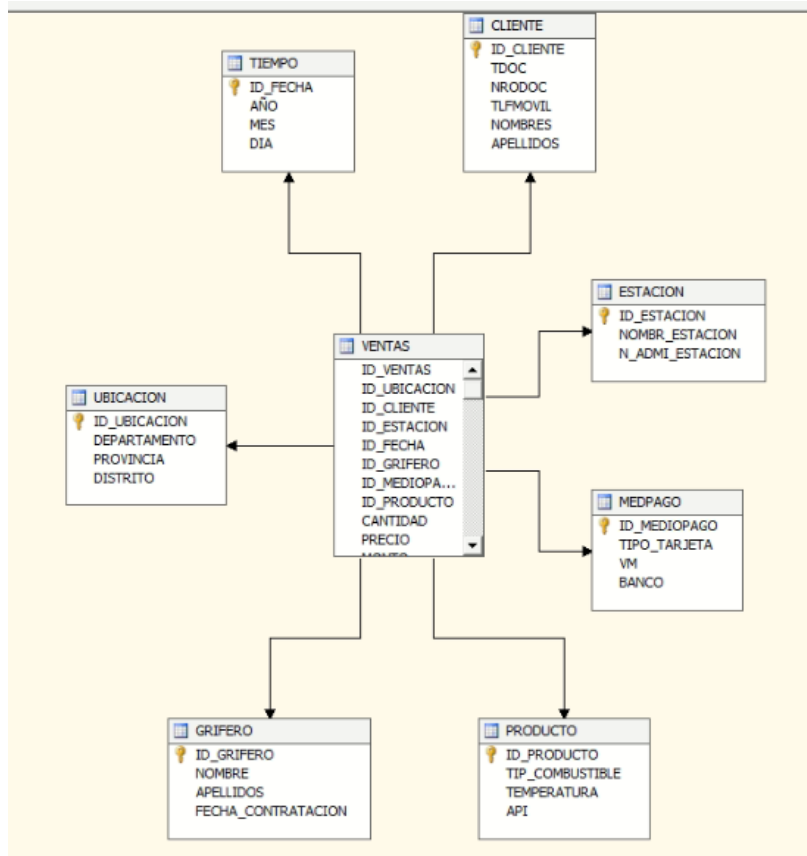 CLIENTE
ID_CLIENTE
TDOC
NRODOC
TLFMOVIL
NOMBRES
APELLIDOS
TIEMPO
ID_FECHA
AÑO
MES
DIA
ESTACION
ID_ESTACION
NOMBR_ESTACION
N_ADMI_ESTACION
VENTAS
ID_VENTAS
ID_UBICACION
ID_CLIENTE
ID_ESTACION
ID_FECHA
ID_GRIFERO
ID_MEDIOPA...
ID_PRODUCTO
CANTIDAD
PRECIO
MONTO
UBICACION
ID_UBICACION
DEPARTAMENTO
PROVINCIA
DISTRITO
MEDPAGO
ID_MEDIOPAGO
TIPO_TARJETA
VM
BANCO
GRIFERO
ID_GRIFERO
NOMBRE
APELLIDOS
FECHA_CONTRATACION
PRODUCTO
ID_PRODUCTO
TIP_COMBUSTIBLE
TEMPERATURA
API